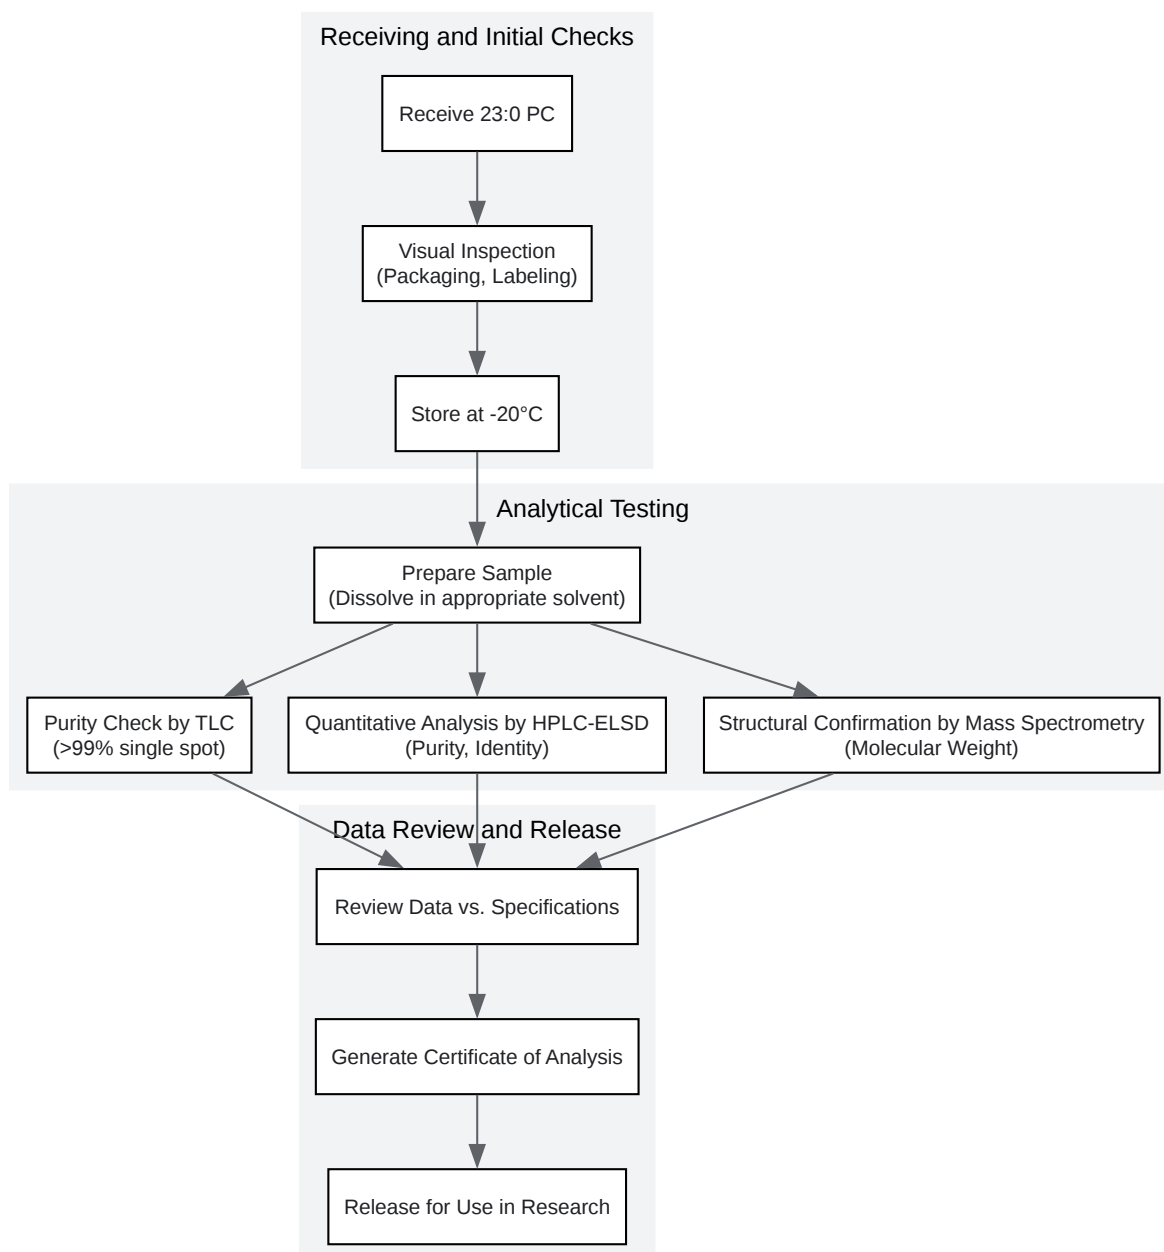 Receiving and Initial Checks
Receive 23:0 PC
Visual Inspection
(Packaging, Labeling)
Store at -20°C
Analytical Testing
Prepare Sample
(Dissolve in appropriate solvent)
Purity Check by TLC
(>99% single spot)
Quantitative Analysis by HPLC-ELSD
(Purity, Identity)
Structural Confirmation by Mass Spectrometry
(Molecular Weight)
Data Review and Release
Review Data vs. Specifications
Generate Certificate of Analysis
Release for Use in Research